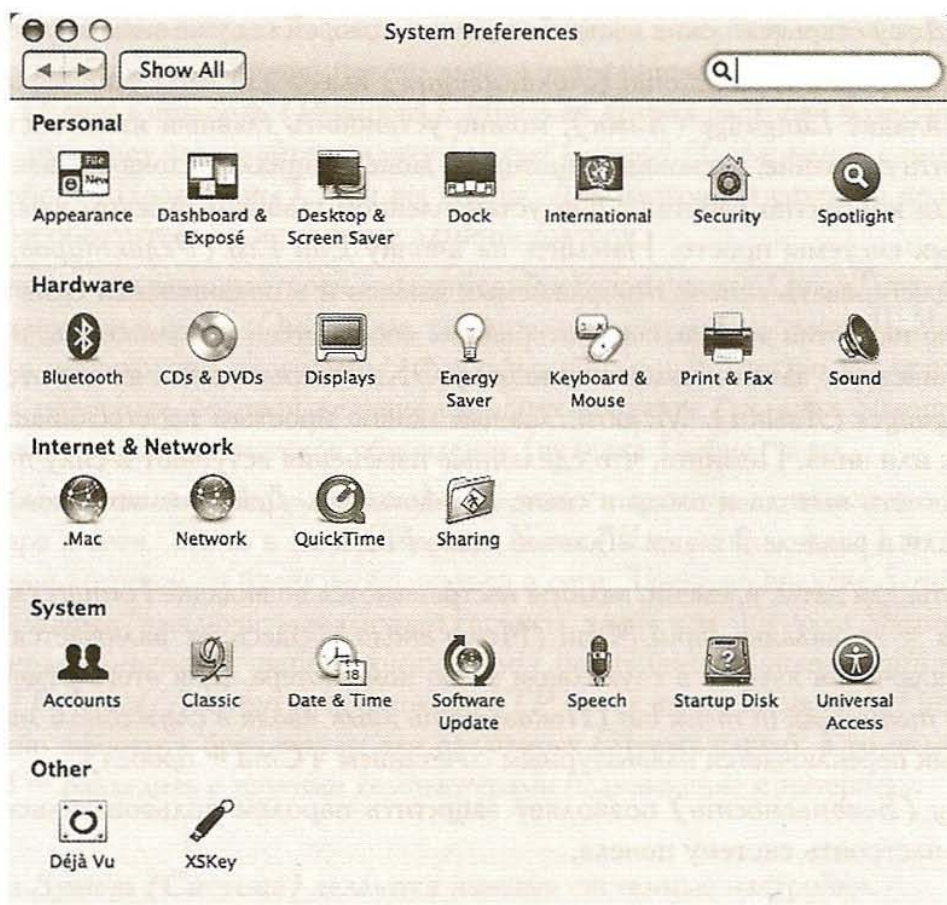 System Preferences
Show All
Personal
Appearance
Dashboard &
Exposé
Desktop &
Screen Saver
Dock
International
Security
Spotlight
Hardware
Bluetooth
CDs & DVDs
Displays
Energy
Saver
Keyboard &
Mouse
Print & Fax
Sound
Internet & Network
.Mac
Network
QuickTime
Sharing
System
Accounts
Classic
Date & Time
Software
Update
Speech
Startup Disk
Universal
Access
Other
Déjà Vu
XSKey